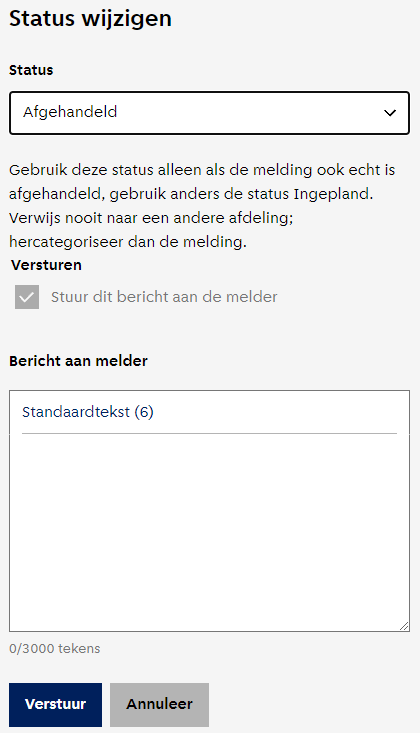 Status wijzigen
Status
Afgehandeld
Gebruik deze status alleen als de melding ook echt is
afgehandeld, gebruik anders de status Ingepland.
Verwijs nooit naar een andere afdeling;
hercategoriseer dan de melding.
Versturen
Stuur dit bericht aan de melder
Bericht aan melder
Standaardtekst (6)
0/3000 tekens
Verstuur Annuleer